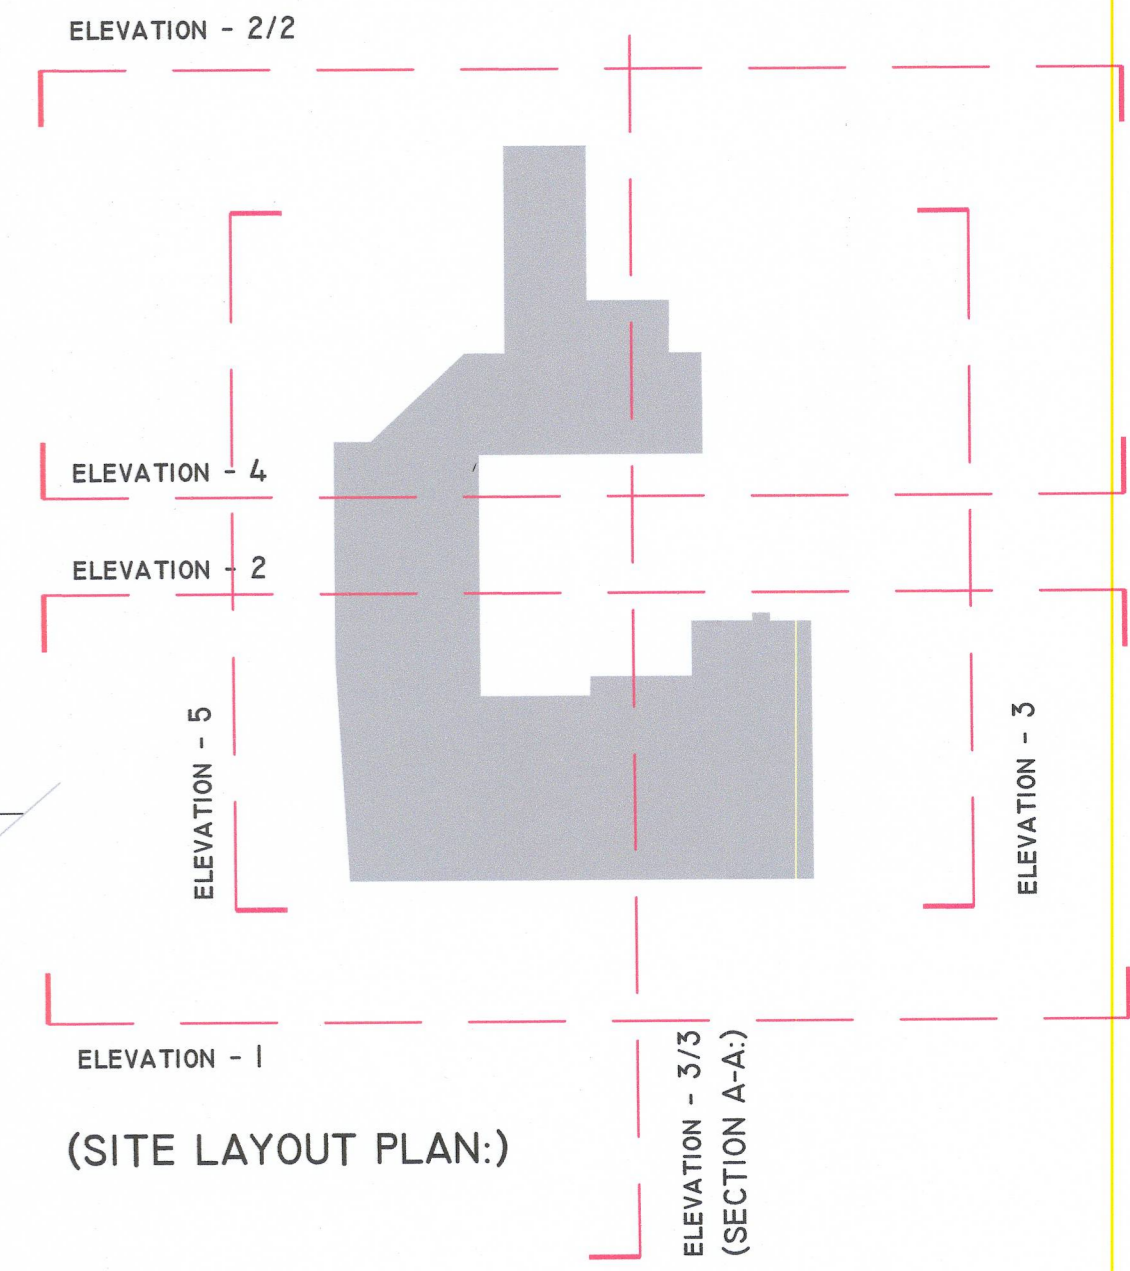 ELEVATION - 2/2
ELEVATION - 4
ELEVATION - 2
ELEVATION - 5
ELEVATION - 3
ELEVATION - 1
ELEVATION - 3/3
(SECTION A-A:)
(SITE LAYOUT PLAN:)